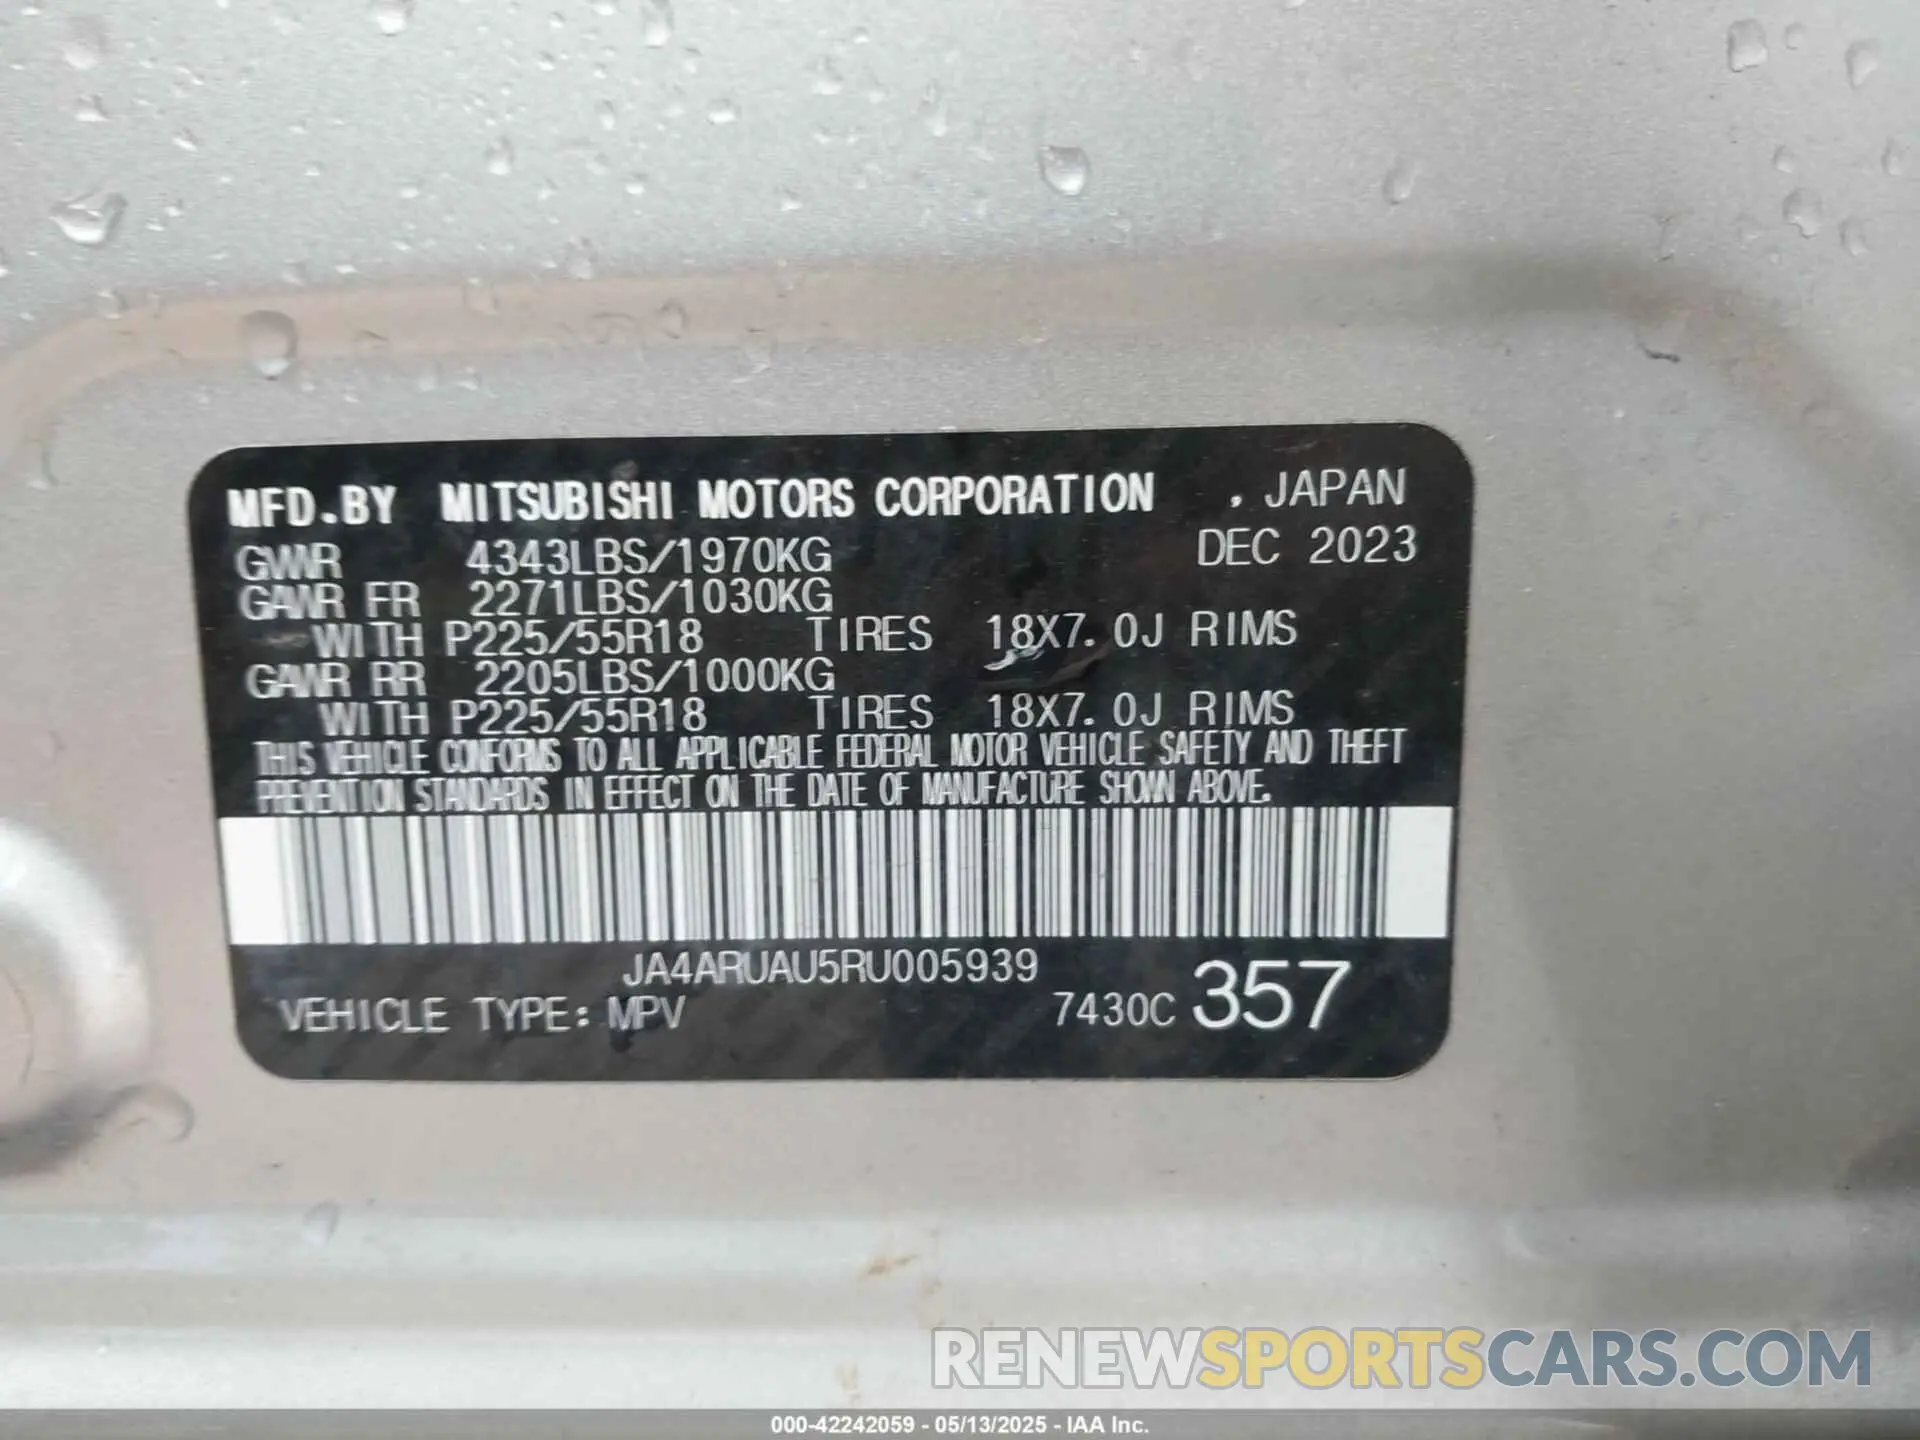 MFD.BY MITSUBISHI MOTORS CORPORATION , JAPAN
GVWR 4343LBS/1970KG DEC 2023
GAWR FR 2271LBS/1030KG
WITH P225/55R18 TIRES 18X7.0J RIMS
GAWR RR 2205LBS/1000KG
WITH P225/55R18 TIRES 18X7.0J RIMS
THIS VEHICLE CONFORMS TO ALL APPLICABLE FEDERAL MOTOR VEHICLE SAFETY AND THEFT
PREVENTION STANDARDS IN EFFECT ON THE DATE OF MANUFACTURE SHOWN ABOVE.
JA4ARUAU5RU005939
VEHICLE TYPE: MPV 7430C 357
RENEWSPORTSCARS.COM
000-42242059 - 05/13/2025 - IAA Inc.